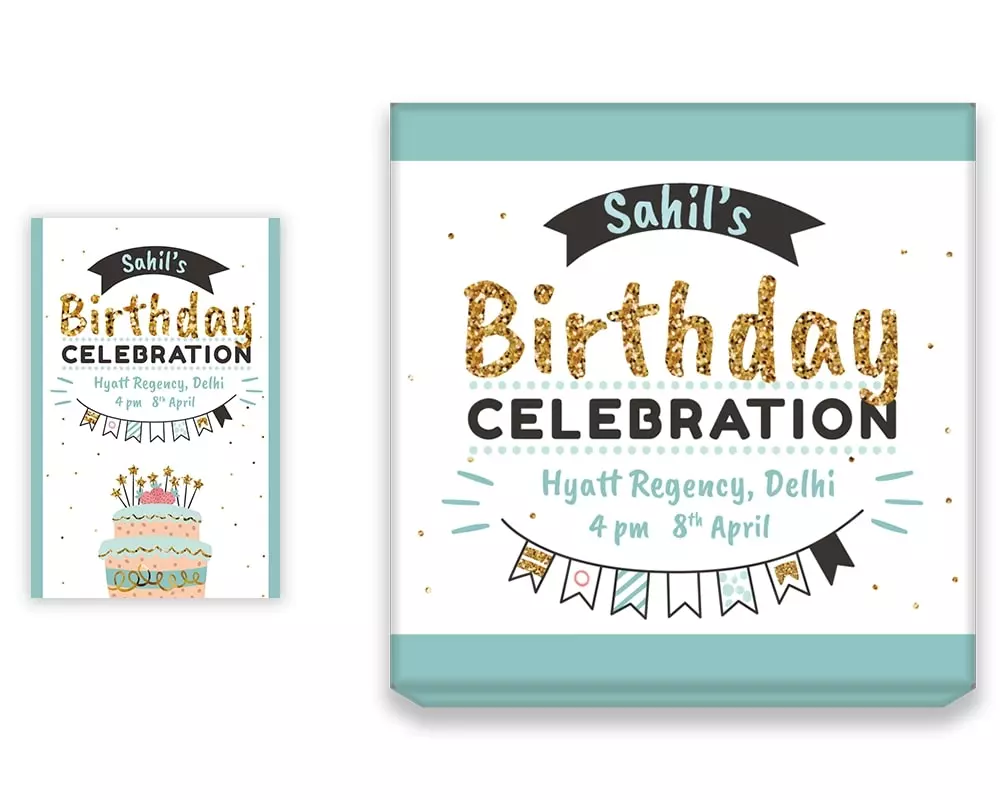 Sahil's
Birthday
CELEBRATION
Hyatt Regency, Delhi
4 pm 8th April
Sahil's
Birthday
CELEBRATION
Hyatt Regency, Delhi
4 pm 8th April